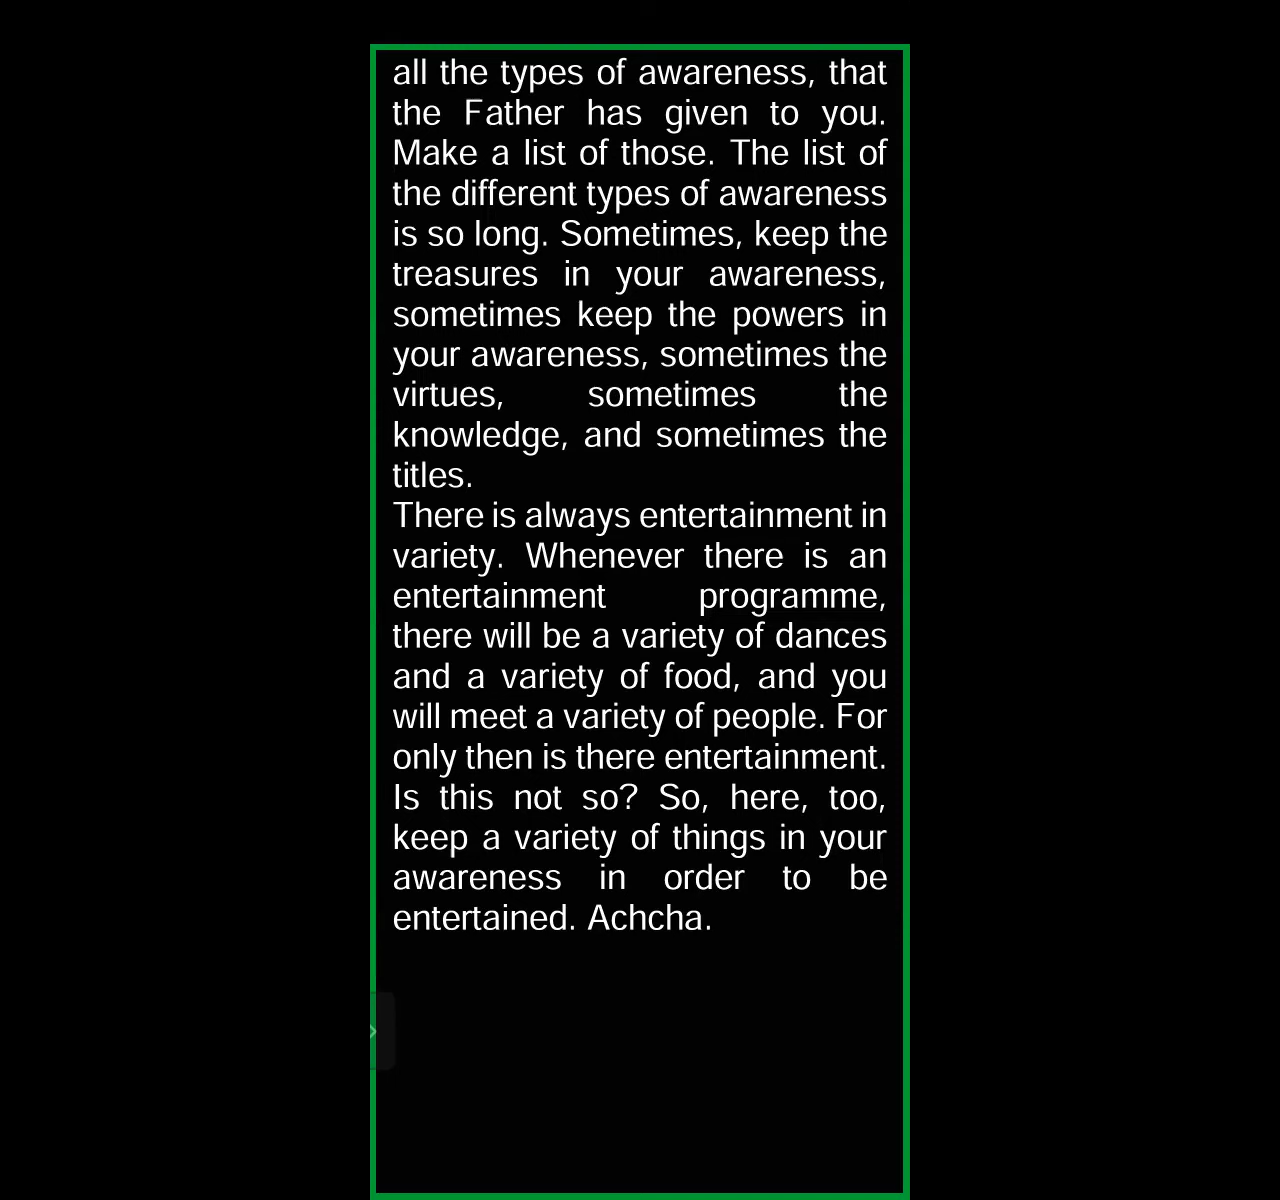 all the types of awareness, that
the Father has given to you.
Make a list of those. The list of
the different types of awareness
is so long. Sometimes, keep the
treasures in your awareness,
sometimes keep the powers in
your awareness, sometimes the
virtues, sometimes the
knowledge, and sometimes the
titles.
There is always entertainment in
variety. Whenever there is an
entertainment programme,
there will be a variety of dances
and a variety of food, and you
will meet a variety of people. For
only then is there entertainment.
Is this not so? So, here, too,
keep a variety of things in your
awareness in order to be
entertained. Achcha.